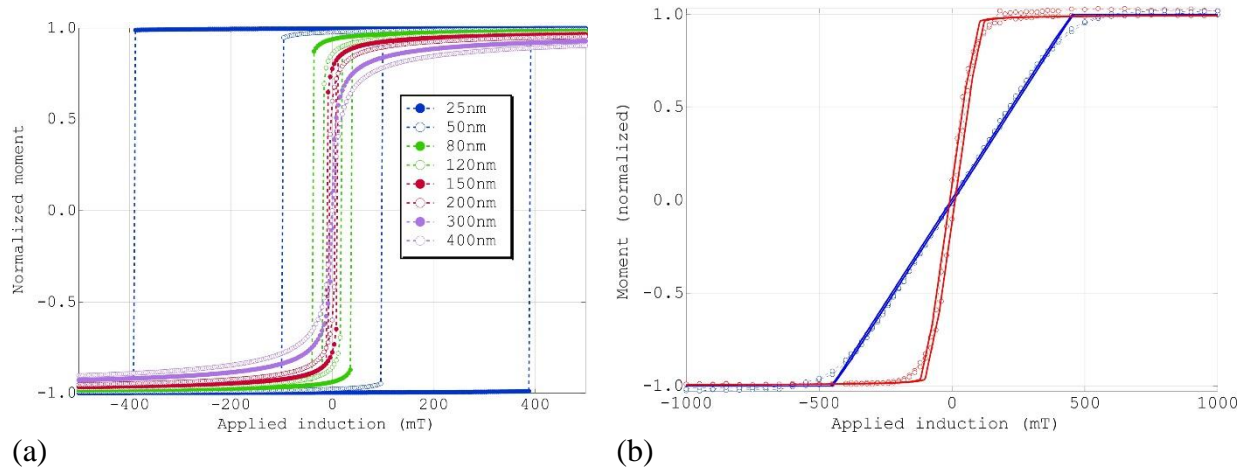 1.0
0.5
0.0
-0.5
-1.0
Normalized moment
-400
-200
0
200
400
Applied induction (mT)
25nm
50nm
80nm
120nm
150nm
200nm
300nm
400nm
(a)
1.0
0.5
0.0
-0.5
-1.0
Moment (normalized)
-1000
-500
0
500
1000
Applied induction (mT)
(b)